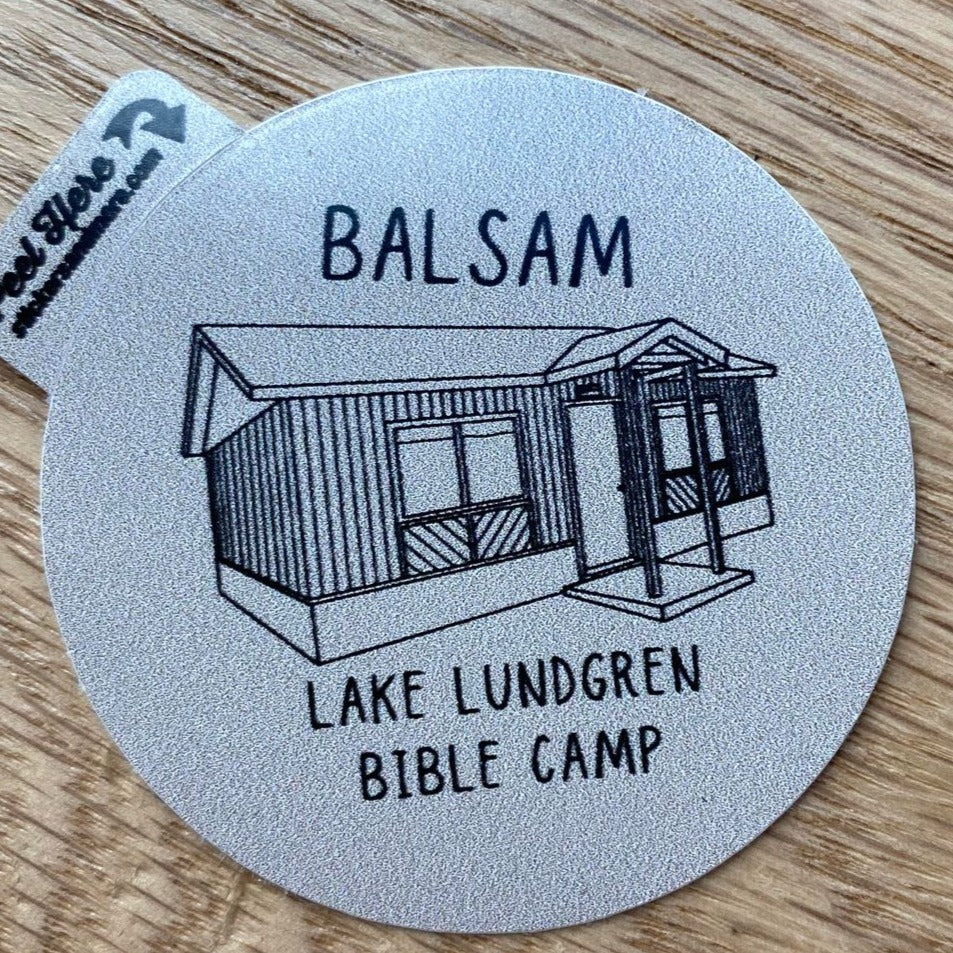 Peel Here
BALSAM
LAKE LUNDGREN
BIBLE CAMP